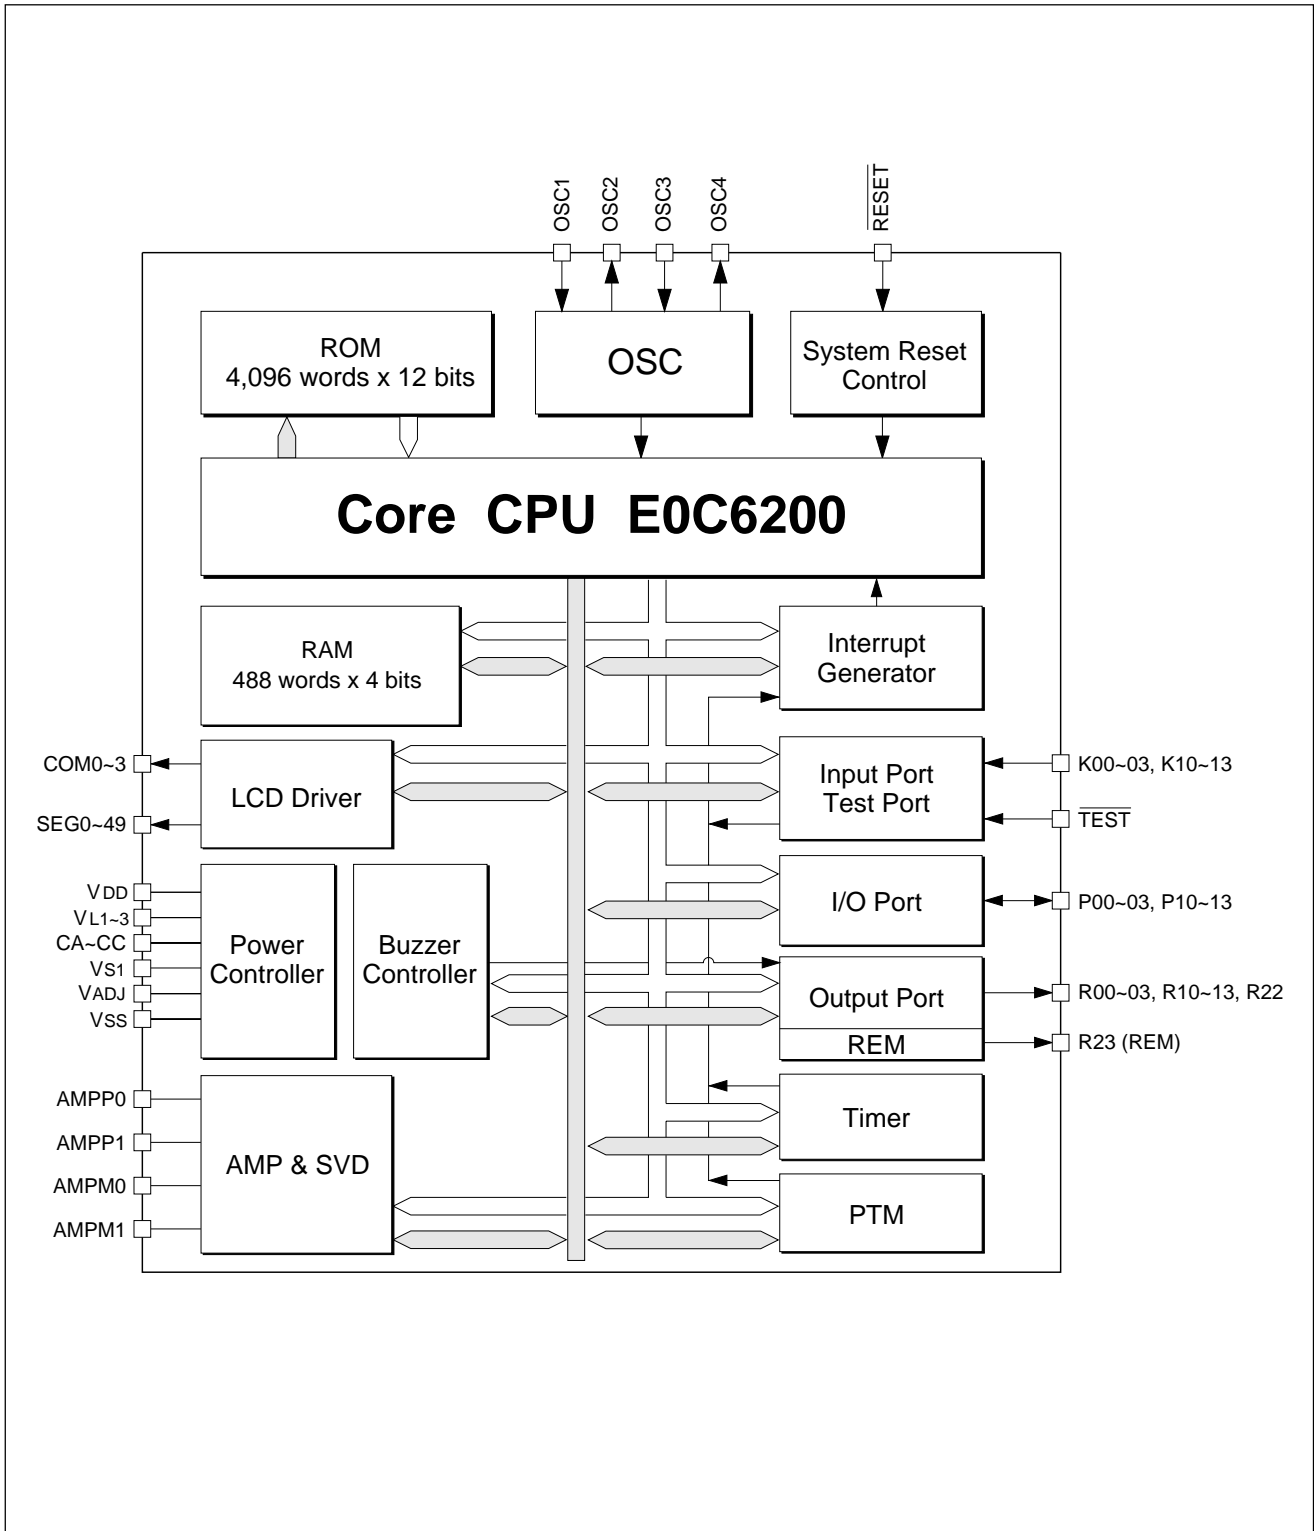 OSC1
OSC2
OSC3
OSC4
RESET
ROM
4,096 words x 12 bits
OSC
System Reset
Control
Core CPU E0C6200
RAM
488 words x 4 bits
Interrupt
Generator
COM0~3
SEG0~49
LCD Driver
Input Port
Test Port
K00~03, K10~13
TEST
VDD
VL1~3
CA~CC
VS1
VADJ
VSS
Power
Controller
Buzzer
Controller
I/O Port
P00~03, P10~13
Output Port
REM
R00~03, R10~13, R22
R23 (REM)
AMPP0
AMPP1
AMPM0
AMPM1
AMP & SVD
Timer
PTM